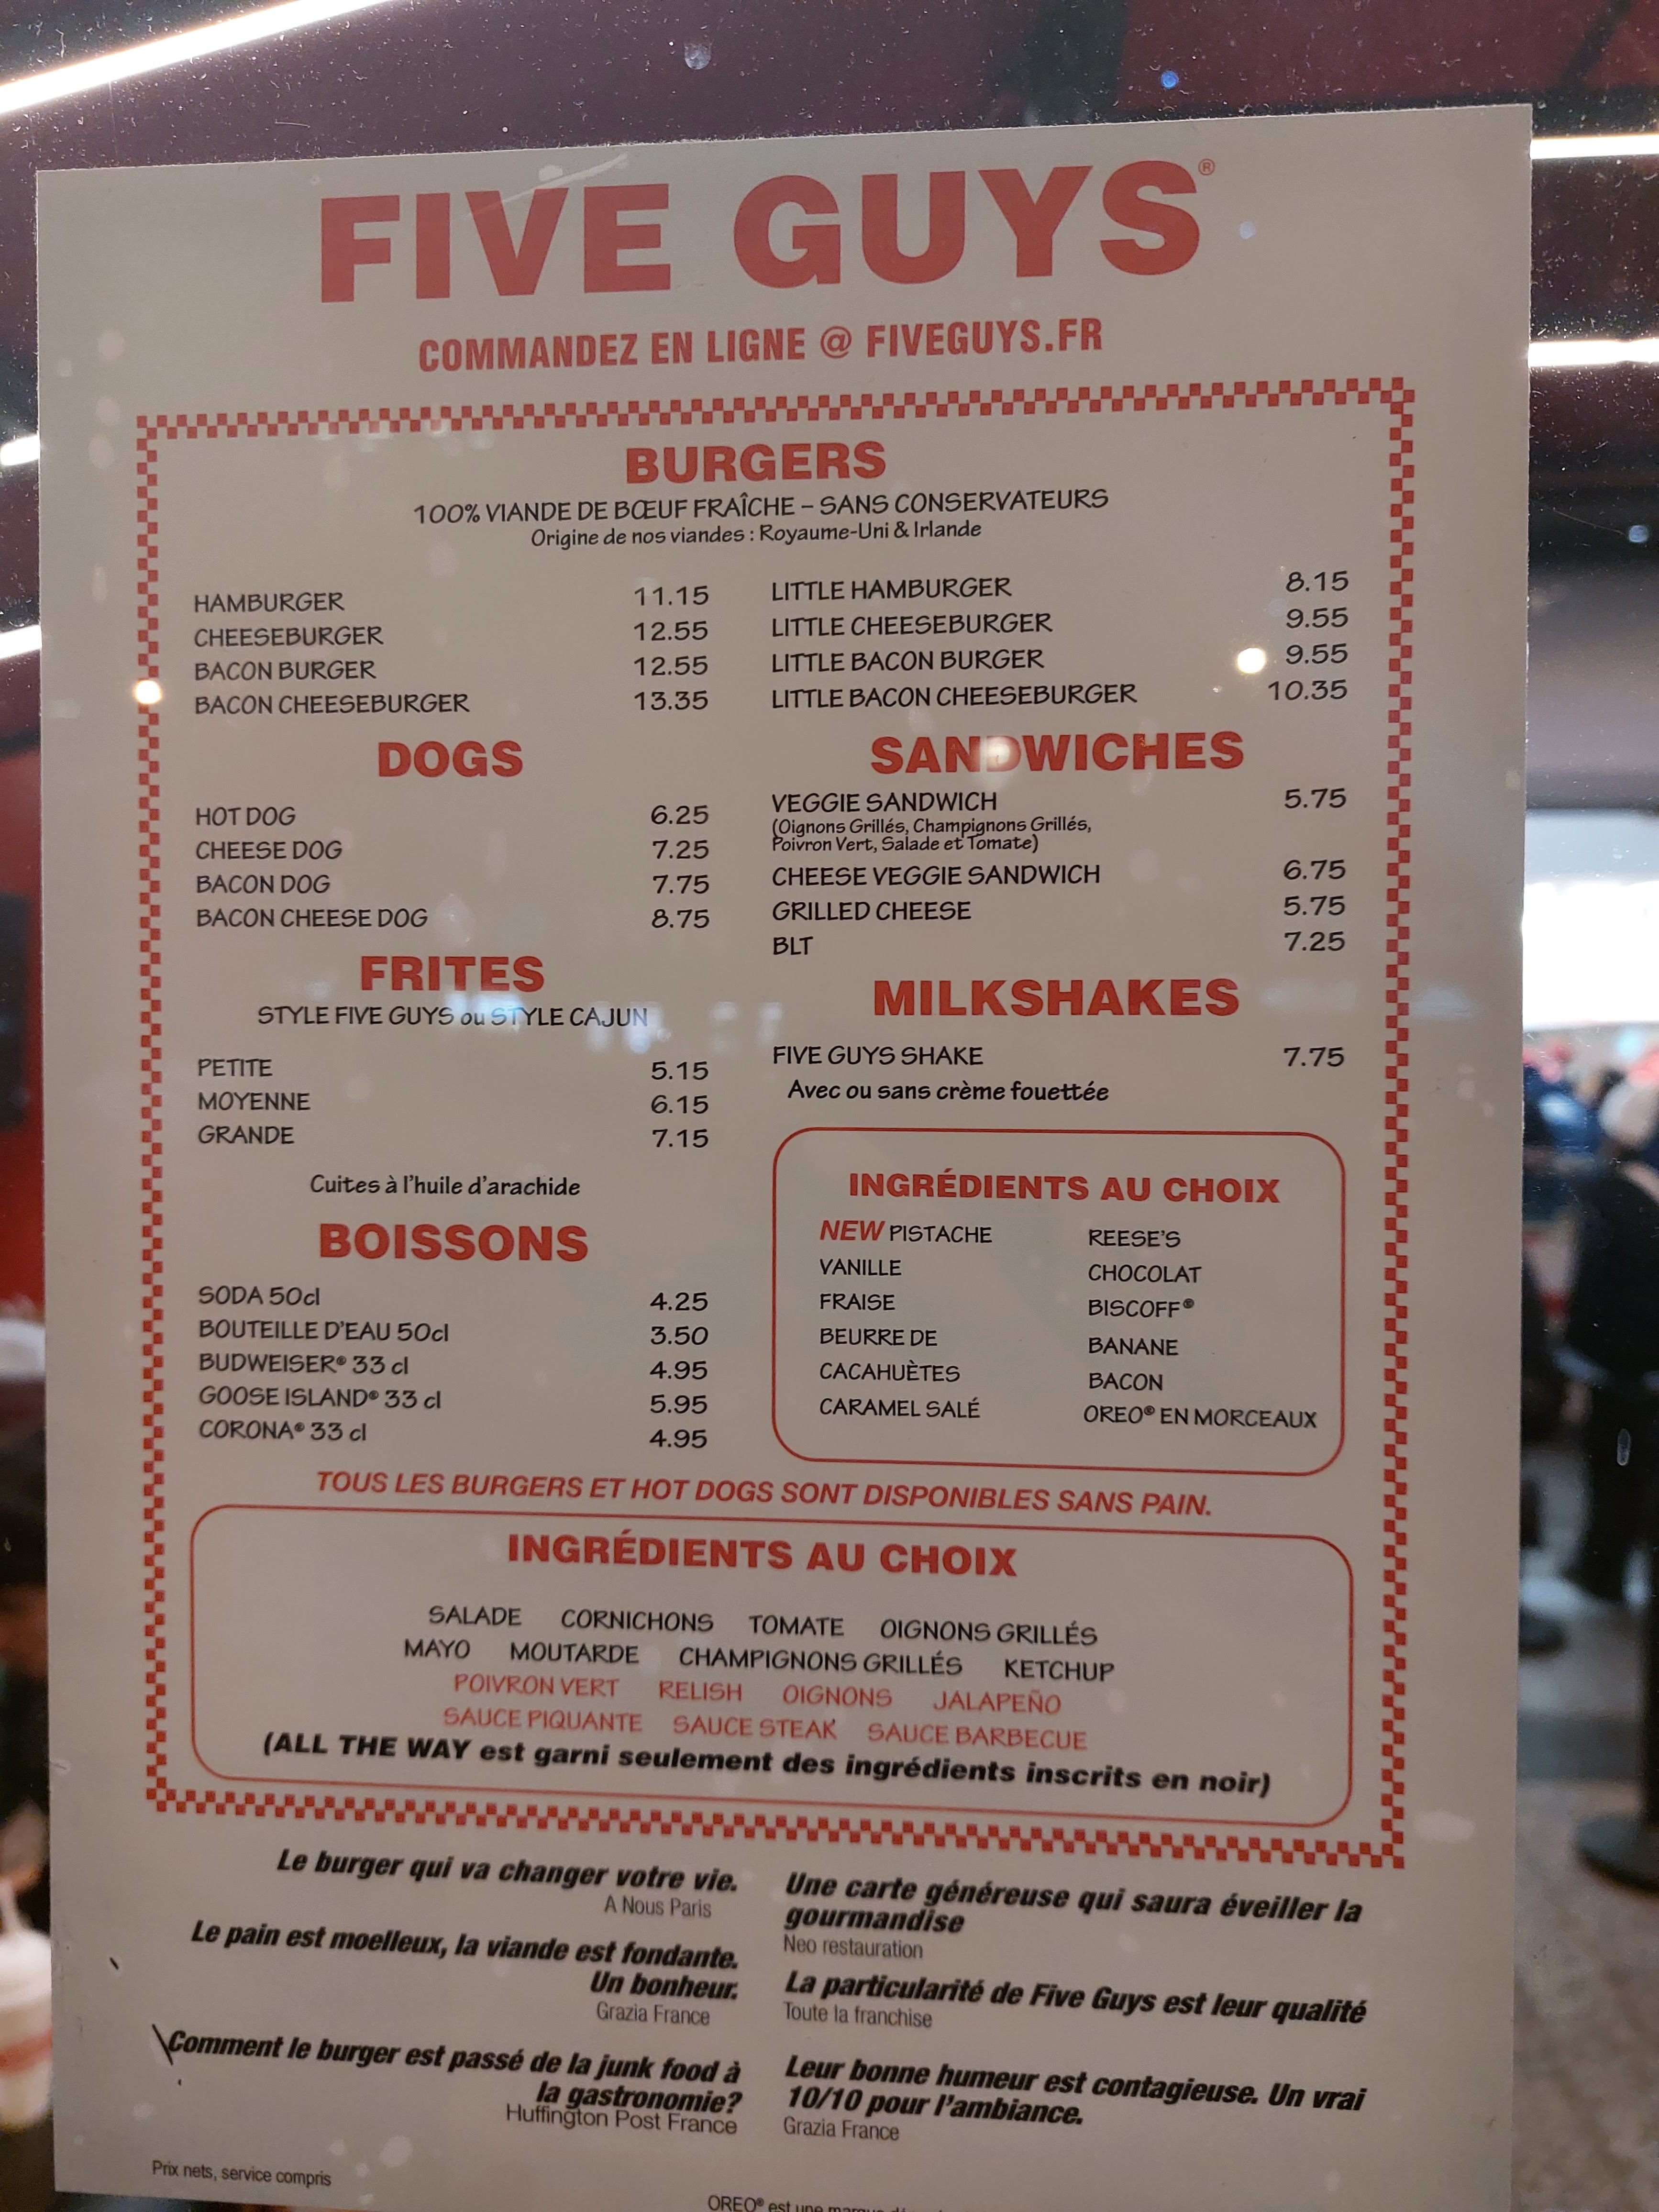 FIVE GUYS®
COMMANDEZ EN LIGNE @ FIVEGUYS.FR
BURGERS
100% VIANDE DE BŒUF FRAÎCHE – SANS CONSERVATEURS
Origine de nos viandes : Royaume-Uni & Irlande
HAMBURGER 11.15
CHEESEBURGER 12.55
BACON BURGER 12.55
BACON CHEESEBURGER 13.35
LITTLE HAMBURGER 8.15
LITTLE CHEESEBURGER 9.55
LITTLE BACON BURGER 9.55
LITTLE BACON CHEESEBURGER 10.35
DOGS
HOT DOG 6.25
CHEESE DOG 7.25
BACON DOG 7.75
BACON CHEESE DOG 8.75
SANDWICHES
VEGGIE SANDWICH 5.75
(Oignons Grillés, Champignons Grillés,
Poivron Vert, Salade et Tomate)
CHEESE VEGGIE SANDWICH 6.75
GRILLED CHEESE 5.75
BLT 7.25
FRITES
STYLE FIVE GUYS ou STYLE CAJUN
PETITE 5.15
MOYENNE 6.15
GRANDE 7.15
Cuites à l'huile d'arachide
MILKSHAKES
FIVE GUYS SHAKE 7.75
Avec ou sans crème fouettée
INGRÉDIENTS AU CHOIX
NEW PISTACHE
VANILLE
FRAISE
BEURRE DE
CACAHUÈTES
CARAMEL SALÉ
REESE'S
CHOCOLAT
BISCOFF®
BANANE
BACON
OREO® EN MORCEAUX
BOISSONS
SODA 50cl 4.25
BOUTEILLE D'EAU 50cl 3.50
BUDWEISER® 33 cl 4.95
GOOSE ISLAND® 33 cl 5.95
CORONA® 33 cl 4.95
TOUS LES BURGERS ET HOT DOGS SONT DISPONIBLES SANS PAIN.
INGRÉDIENTS AU CHOIX
SALADE CORNICHONS TOMATE OIGNONS GRILLÉS
MAYO MOUTARDE CHAMPIGNONS GRILLÉS KETCHUP
POIVRON VERT RELISH OIGNONS JALAPEÑO
SAUCE PIQUANTE SAUCE STEAK SAUCE BARBECUE
(ALL THE WAY est garni seulement des ingrédients inscrits en noir)
Le burger qui va changer votre vie.
A Nous Paris
Le pain est moelleux, la viande est fondante.
Un bonheur.
Grazia France
Comment le burger est passé de la junk food à
la gastronomie?
Huffington Post France
Une carte généreuse qui saura éveiller la
gourmandise
Neo restauration
La particularité de Five Guys est leur qualité
Toute la franchise
Leur bonne humeur est contagieuse. Un vrai
10/10 pour l'ambiance.
Grazia France
Prix nets, service compris
OREO® est une marque